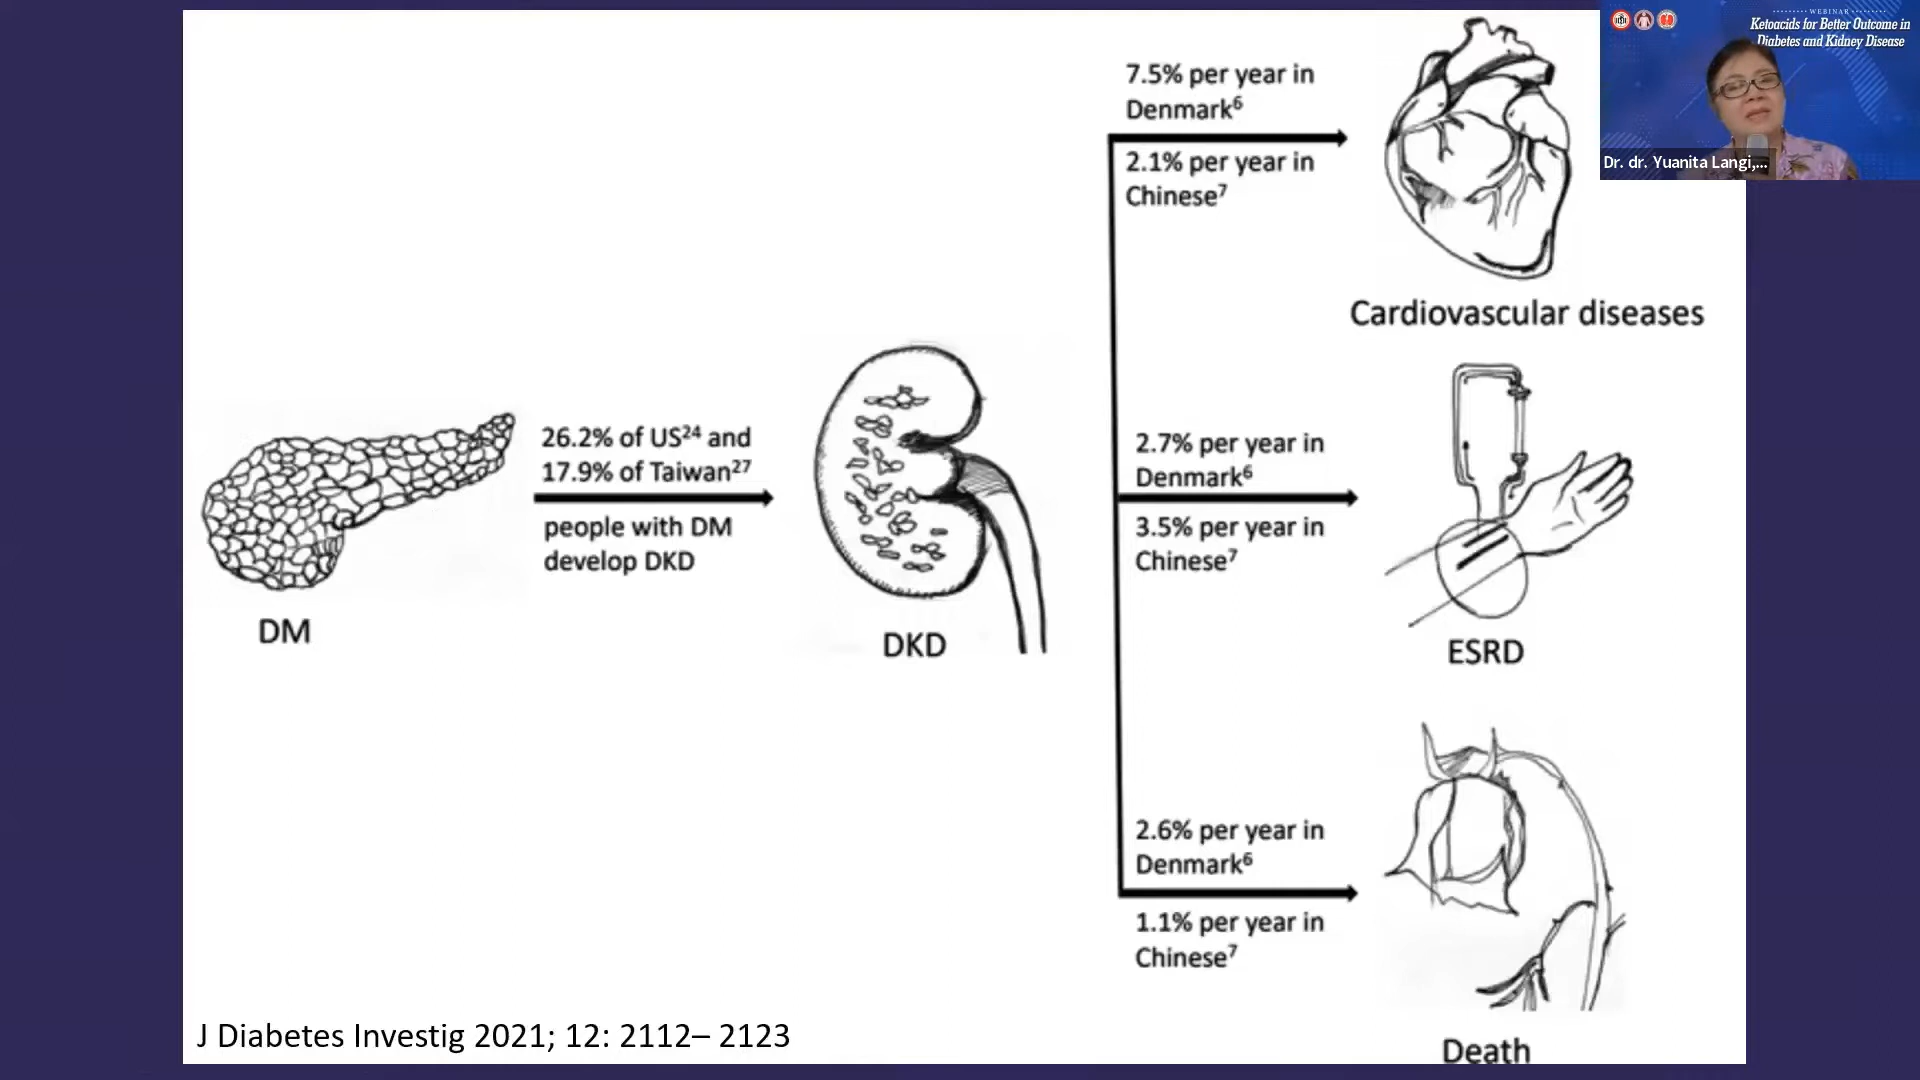 WEBINAR
Ketoacids for Better Outcome in
Diabetes and Kidney Disease
Dr. dr. Yuanita Langi,...
7.5% per year in
Denmark⁶
2.1% per year in
Chinese⁷
Cardiovascular diseases
26.2% of US²⁴ and
17.9% of Taiwan²⁷
people with DM
develop DKD
DM
DKD
2.7% per year in
Denmark⁶
3.5% per year in
Chinese⁷
ESRD
2.6% per year in
Denmark⁶
1.1% per year in
Chinese⁷
Death
J Diabetes Investig 2021; 12: 2112– 2123